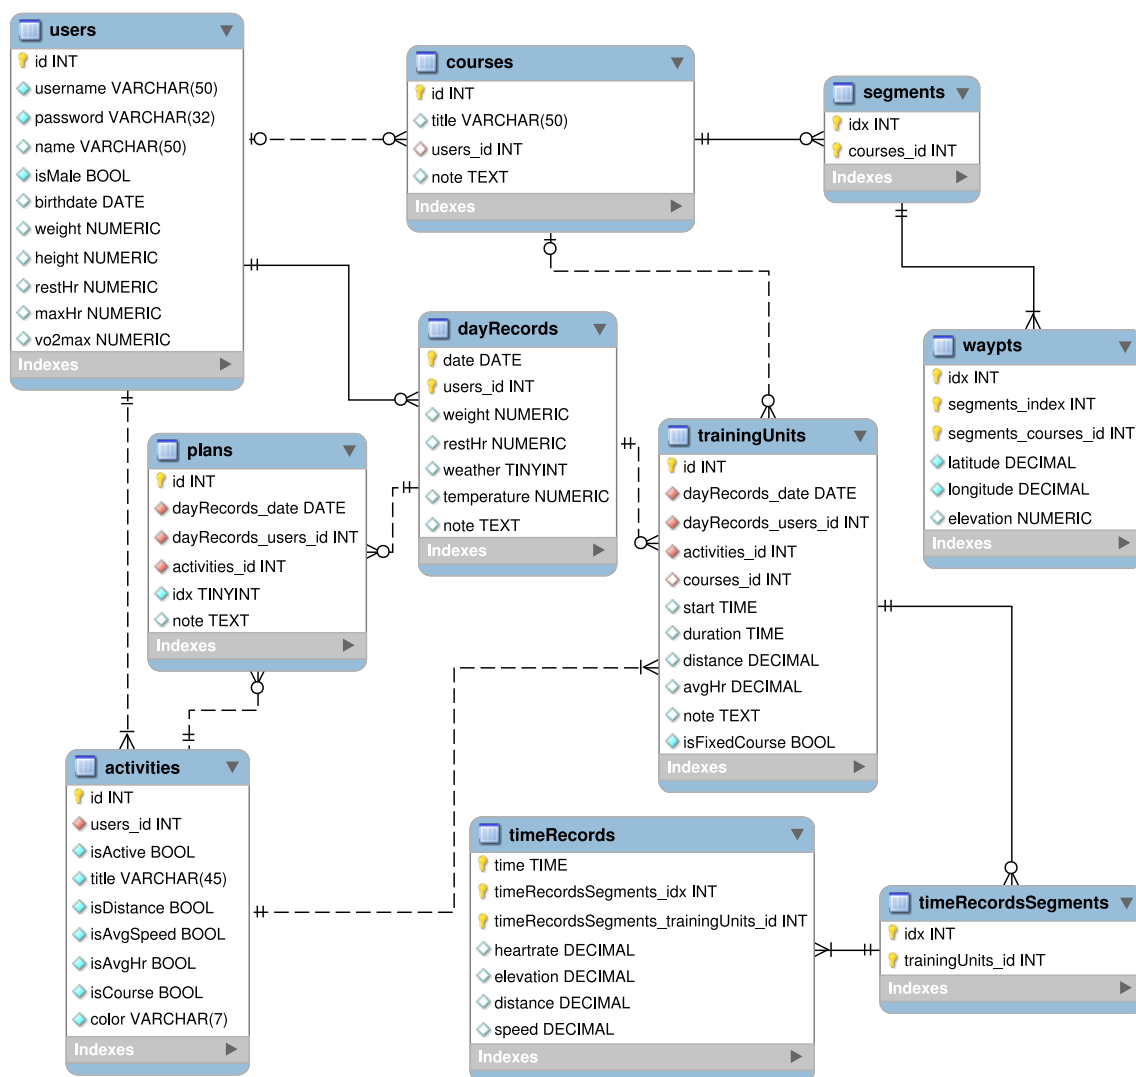 users
id INT
username VARCHAR(50)
password VARCHAR(32)
name VARCHAR(50)
isMale BOOL
birthdate DATE
weight NUMERIC
height NUMERIC
restHr NUMERIC
maxHr NUMERIC
vo2max NUMERIC
Indexes
courses
id INT
title VARCHAR(50)
users_id INT
note TEXT
Indexes
segments
idx INT
courses_id INT
Indexes
dayRecords
date DATE
users_id INT
weight NUMERIC
restHr NUMERIC
weather TINYINT
temperature NUMERIC
note TEXT
Indexes
waypts
idx INT
segments_index INT
segments_courses_id INT
latitude DECIMAL
longitude DECIMAL
elevation NUMERIC
Indexes
plans
id INT
dayRecords_date DATE
dayRecords_users_id INT
activities_id INT
idx TINYINT
note TEXT
Indexes
trainingUnits
id INT
dayRecords_date DATE
dayRecords_users_id INT
activities_id INT
courses_id INT
start TIME
duration TIME
distance DECIMAL
avgHr DECIMAL
note TEXT
isFixedCourse BOOL
Indexes
activities
id INT
users_id INT
isActive BOOL
title VARCHAR(45)
isDistance BOOL
isAvgSpeed BOOL
isAvgHr BOOL
isCourse BOOL
color VARCHAR(7)
Indexes
timeRecords
time TIME
timeRecordsSegments_idx INT
timeRecordsSegments_trainingUnits_id INT
heartrate DECIMAL
elevation DECIMAL
distance DECIMAL
speed DECIMAL
Indexes
timeRecordsSegments
idx INT
trainingUnits_id INT
Indexes